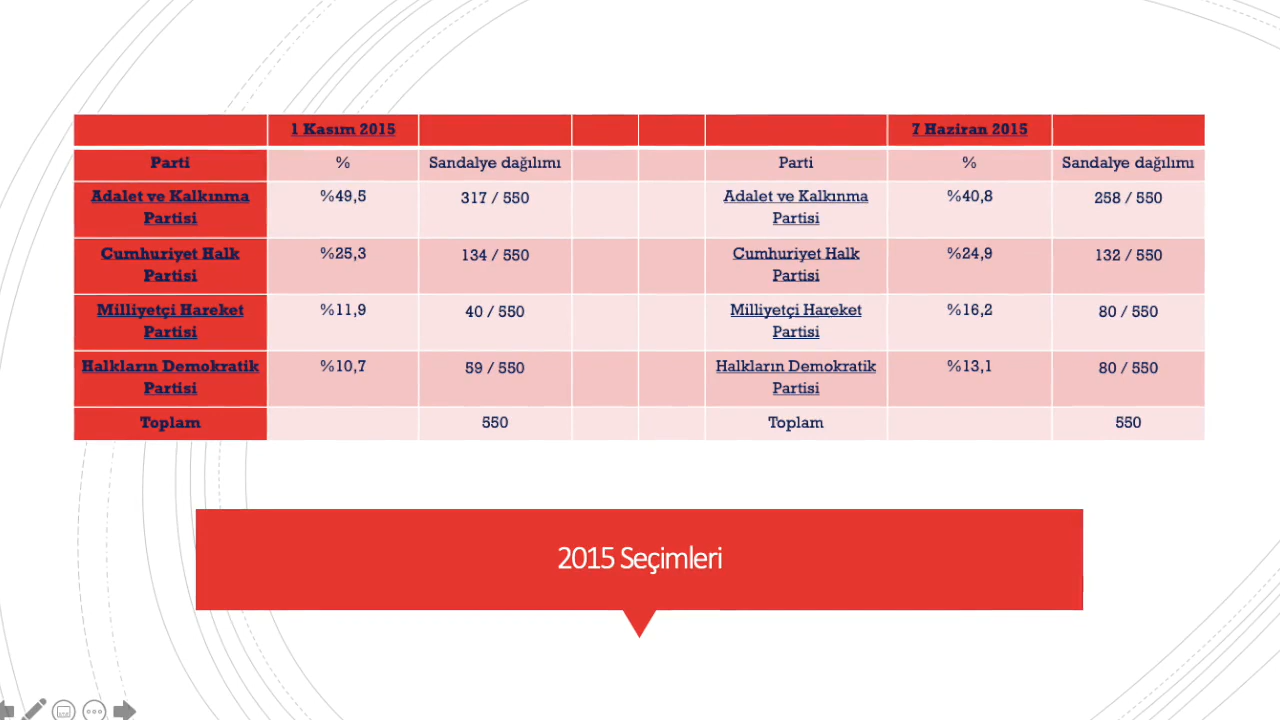 1 Kasım 2015 7 Haziran 2015
Parti % Sandalye dağılımı Parti % Sandalye dağılımı
Adalet ve Kalkınma Partisi %49,5 317 / 550 Adalet ve Kalkınma Partisi %40,8 258 / 550
Cumhuriyet Halk Partisi %25,3 134 / 550 Cumhuriyet Halk Partisi %24,9 132 / 550
Milliyetçi Hareket Partisi %11,9 40 / 550 Milliyetçi Hareket Partisi %16,2 80 / 550
Halkların Demokratik Partisi %10,7 59 / 550 Halkların Demokratik Partisi %13,1 80 / 550
Toplam 550 Toplam 550
2015 Seçimleri